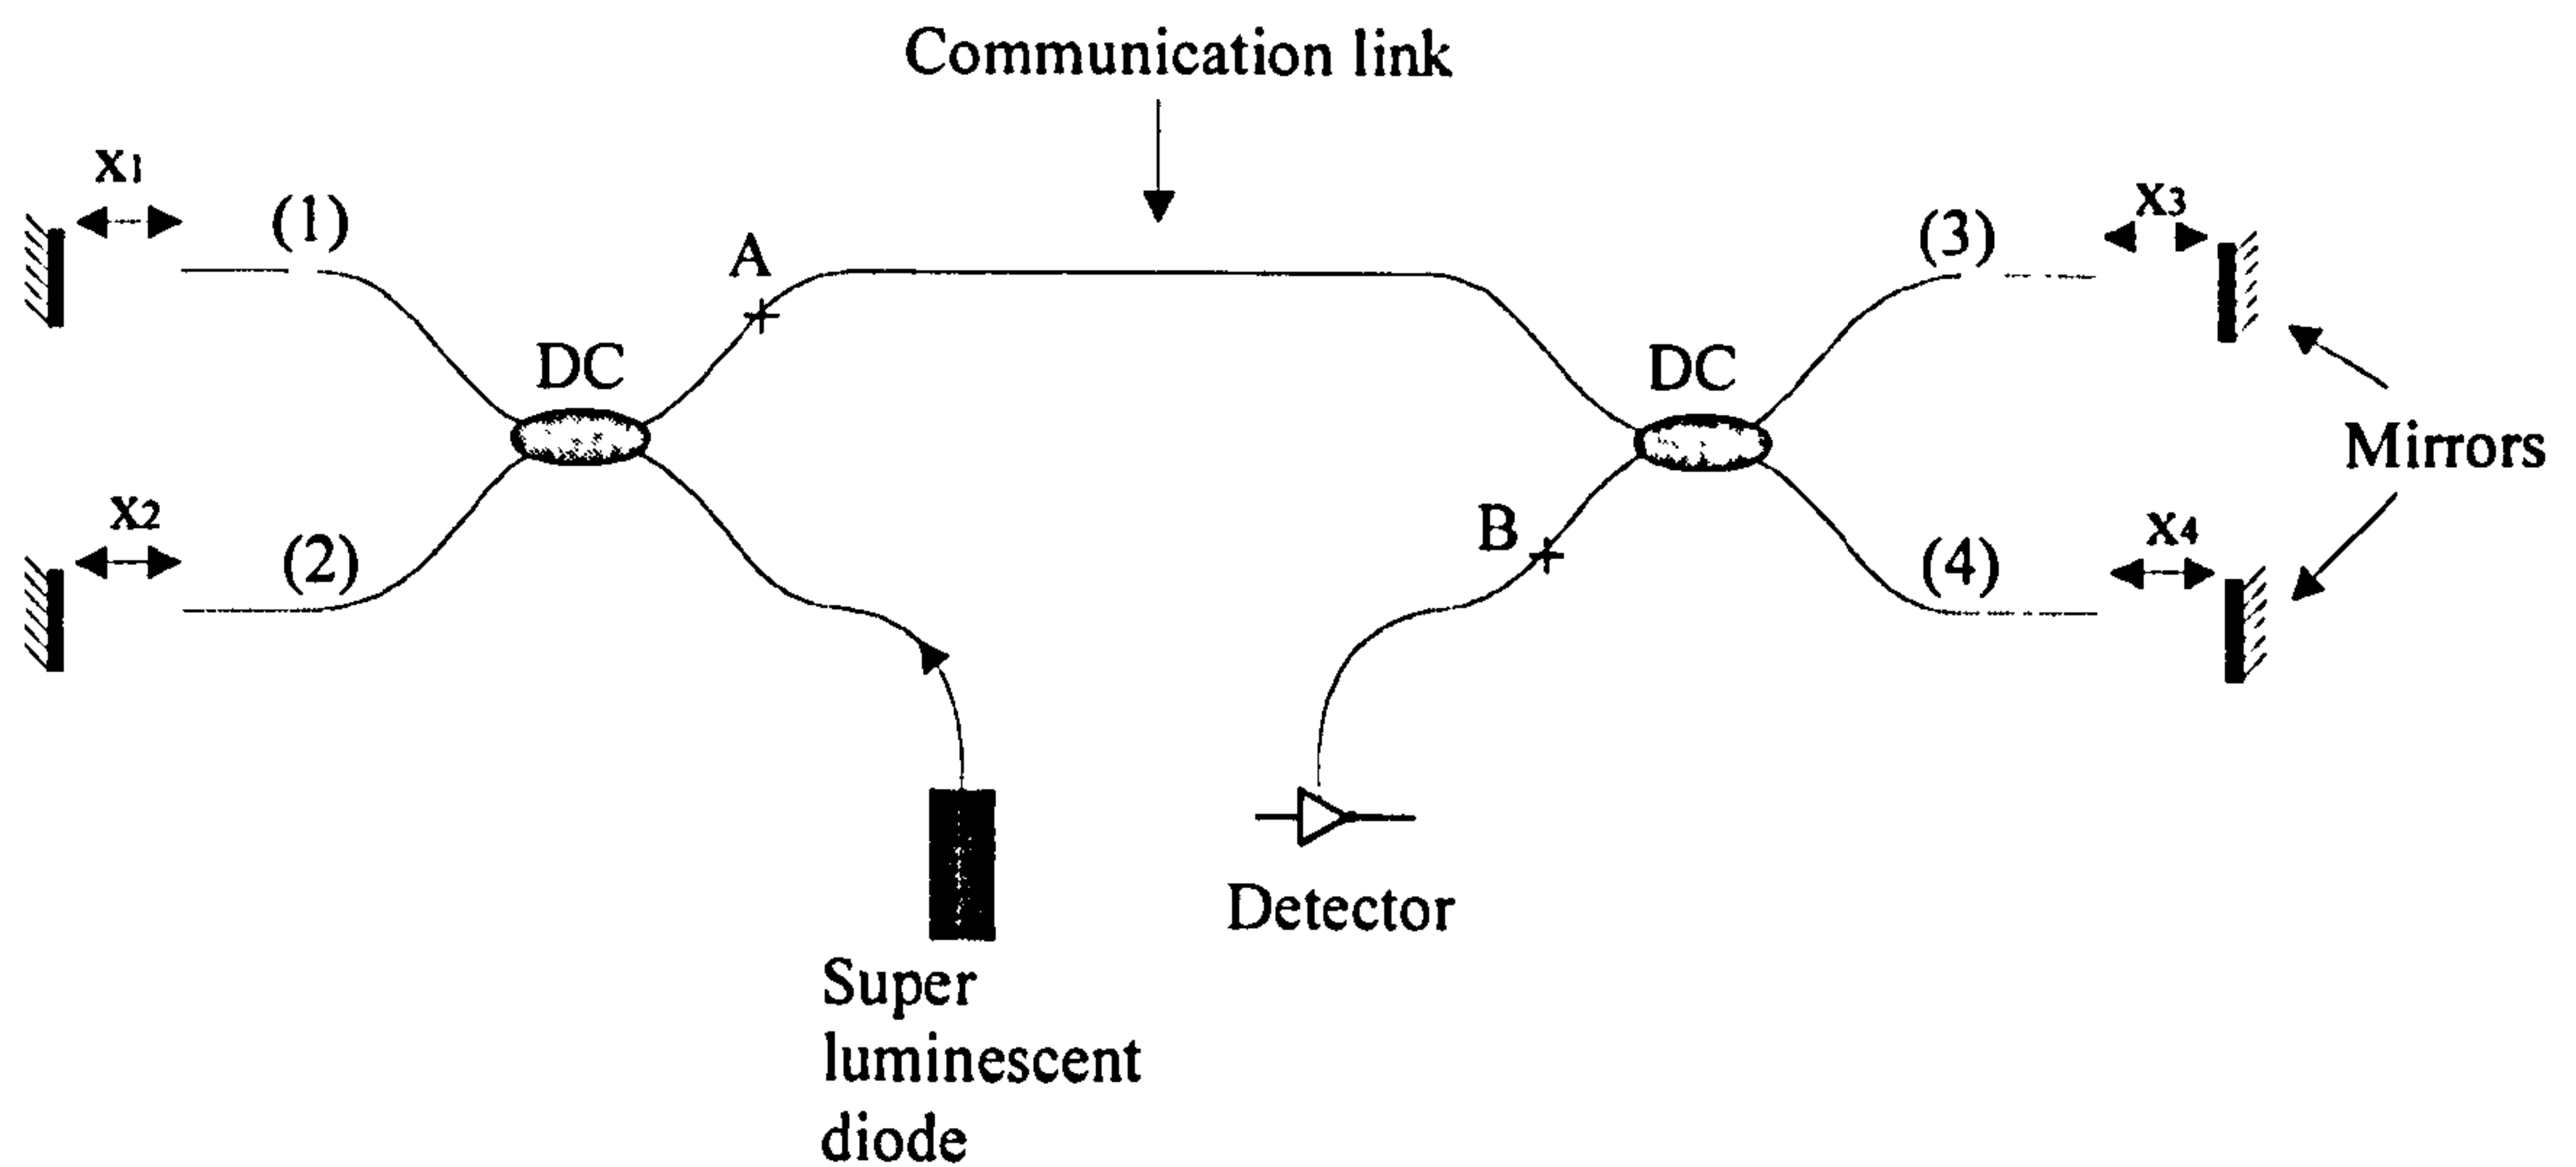 Communication link
x1
(1)
A
(3)
x3
DC
DC
Mirrors
x2
(2)
B
(4)
x4
Detector
Super
luminescent
diode